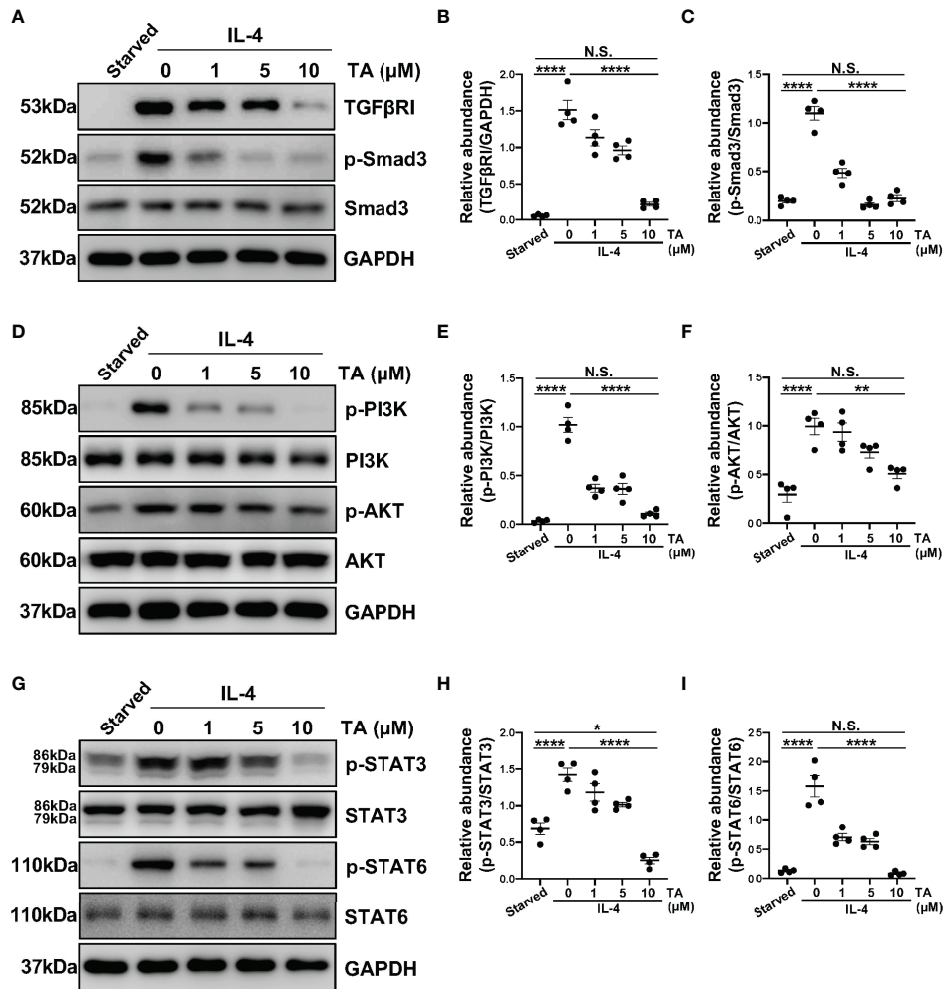 A
Starved
IL-4
0 1 5 10 TA (µM)
53kDa TGFβRI
52kDa p-Smad3
52kDa Smad3
37kDa GAPDH
B
Relative abundance
(TGFβRI/GAPDH)
N.S.
**** ****
2.0
1.5
1.0
0.5
0.0
Starved 0 1 5 10 TA
(µM)
IL-4
C
Relative abundance
(p-Smad3/Smad3)
N.S.
**** ****
1.5
1.0
0.5
0.0
Starved 0 1 5 10 TA
(µM)
IL-4
D
Starved
IL-4
0 1 5 10 TA (µM)
85kDa p-PI3K
85kDa PI3K
60kDa p-AKT
60kDa AKT
37kDa GAPDH
E
Relative abundance
(p-PI3K/PI3K)
N.S.
**** ****
1.5
1.0
0.5
0.0
Starved 0 1 5 10 TA
(µM)
IL-4
F
Relative abundance
(p-AKT/AKT)
N.S.
**** **
1.5
1.0
0.5
0.0
Starved 0 1 5 10 TA
(µM)
IL-4
G
Starved
IL-4
0 1 5 10 TA (µM)
86kDa
79kDa p-STAT3
86kDa
79kDa STAT3
110kDa p-STAT6
110kDa STAT6
37kDa GAPDH
H
Relative abundance
(p-STAT3/STAT3)
*
**** ****
2.0
1.5
1.0
0.5
0.0
Starved 0 1 5 10 TA
(µM)
IL-4
I
Relative abundance
(p-STAT6/STAT6)
N.S.
**** ****
2.5
2.0
1.5
1.0
0.5
0.0
Starved 0 1 5 10 TA
(µM)
IL-4